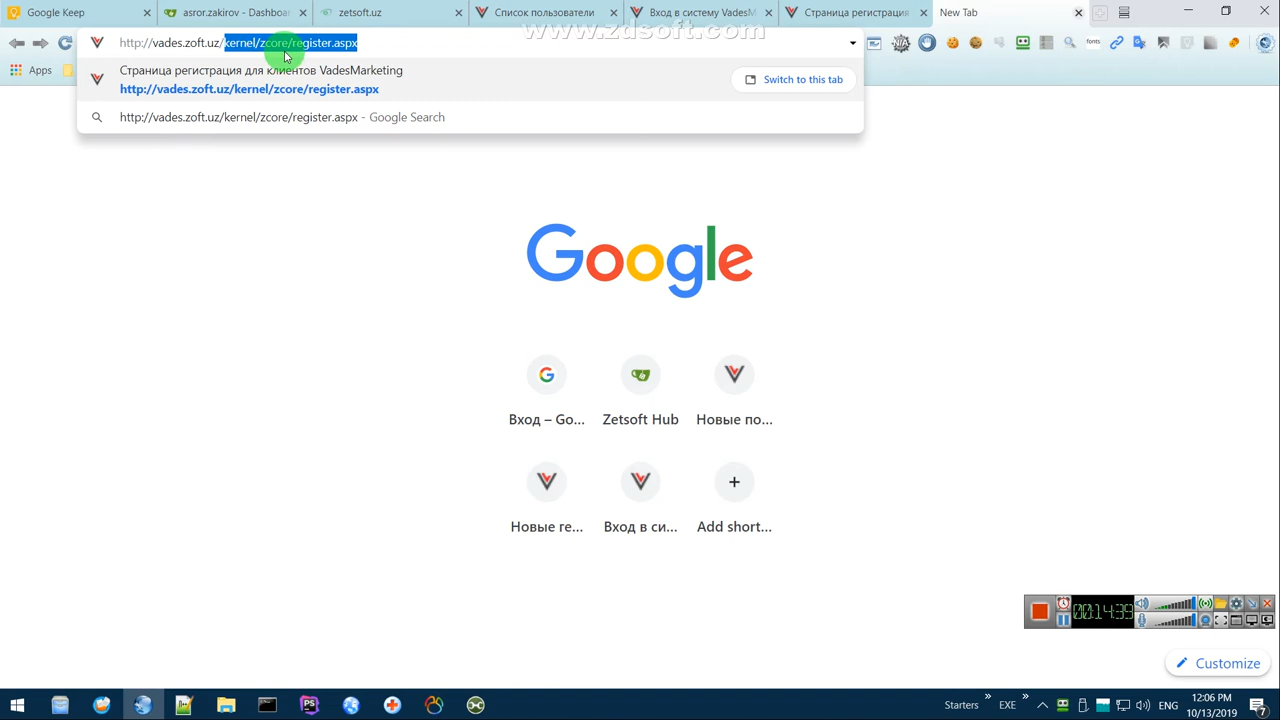 Google Keep
asror.zakirov - Dashboar
zetsoft.uz
Список пользователи
Вход в систему VadesM
Страница регистрация
New Tab
www.zdsoft.com
http://vades.zoft.uz/kernel/zcore/register.aspx
fonts
Apps
Страница регистрация для клиентов VadesMarketing
http://vades.zoft.uz/kernel/zcore/register.aspx
Switch to this tab
http://vades.zoft.uz/kernel/zcore/register.aspx - Google Search
Google
Вход – Go...
Zetsoft Hub
Новые по...
Новые ге...
Вход в си...
Add short...
00:14:39
Customize
Starters
EXE
ENG
12:06 PM
10/13/2019